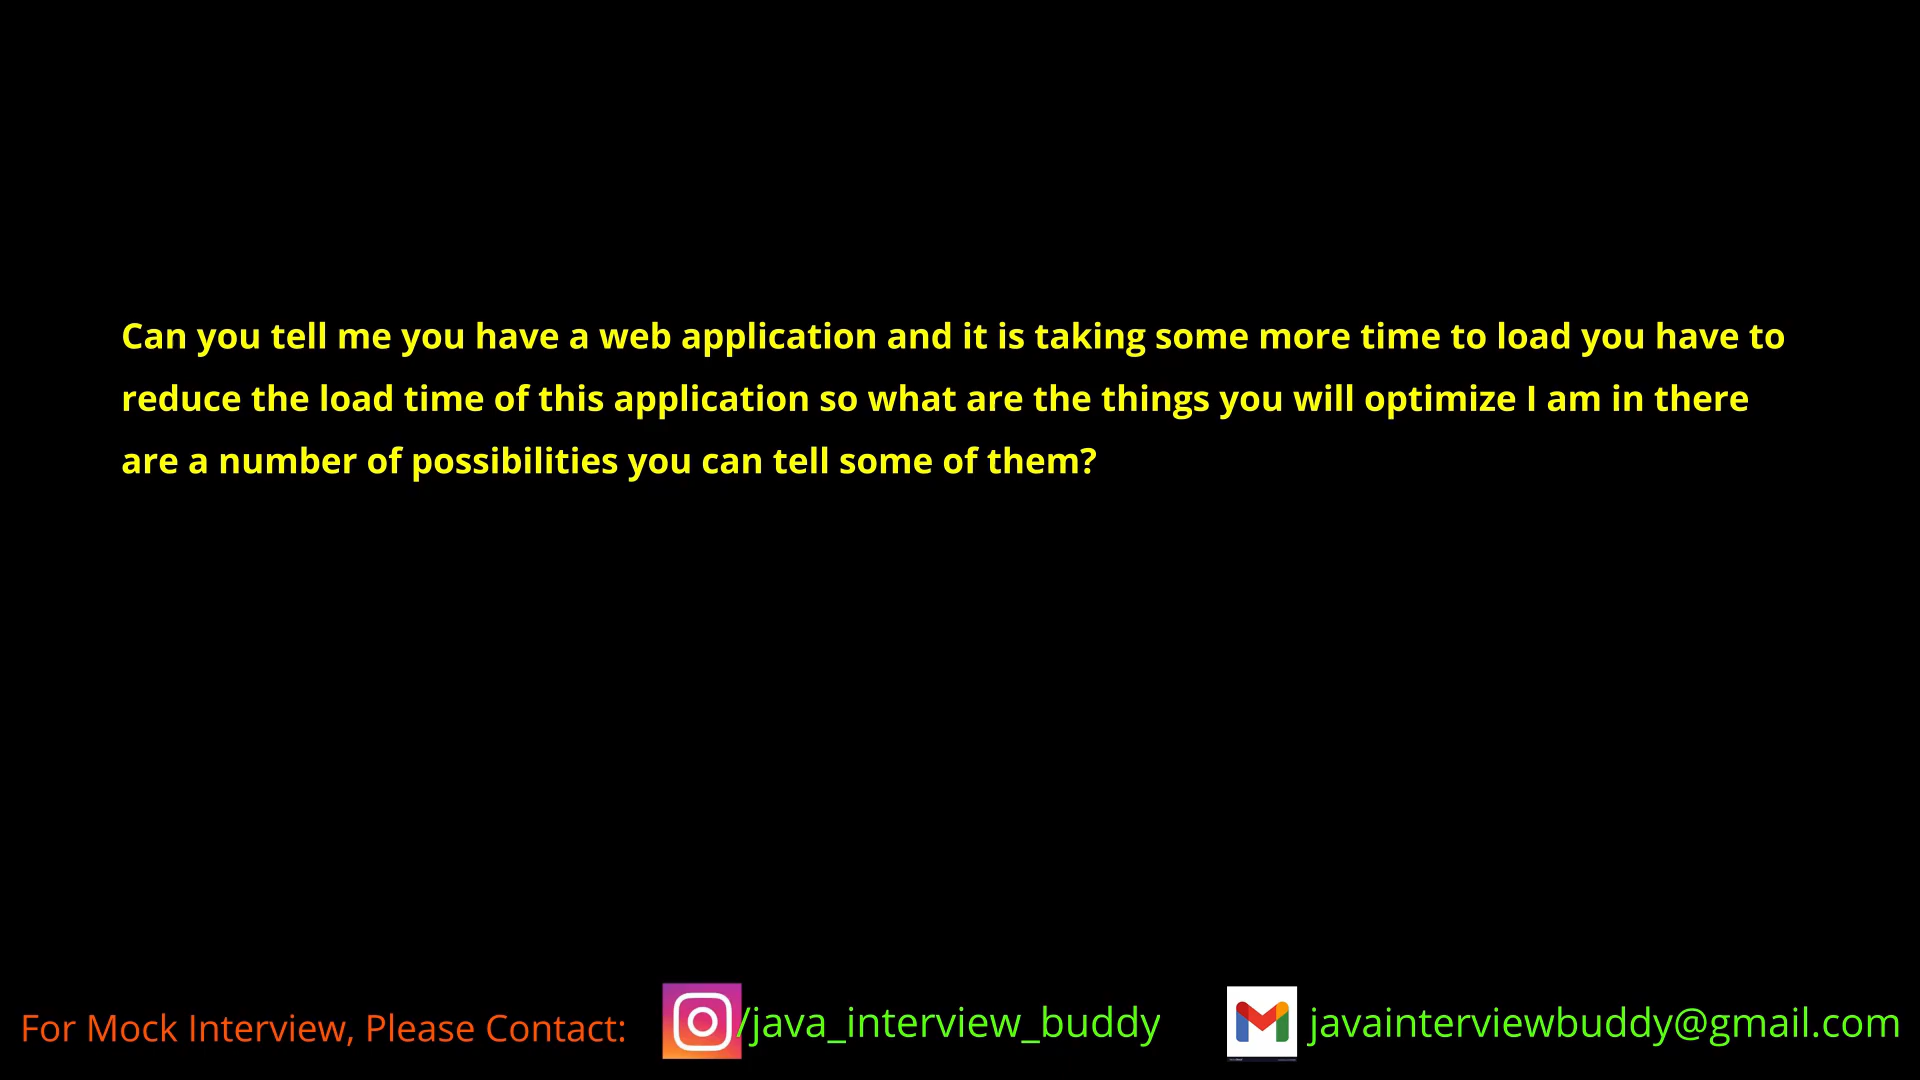 Can you tell me you have a web application and it is taking some more time to load you have to
reduce the load time of this application so what are the things you will optimize I am in there
are a number of possibilities you can tell some of them?
For Mock Interview, Please Contact: /java_interview_buddy javainterviewbuddy@gmail.com